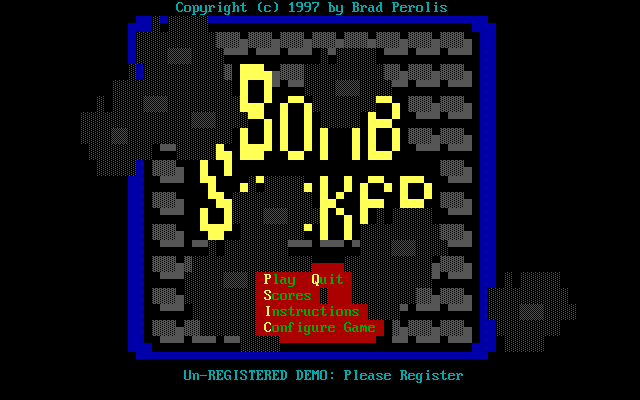 Copyright (c) 1997 by Brad Perolis
Play Quit
Scores
Instructions
Configure Game
Un-REGISTERED DEMO: Please Register